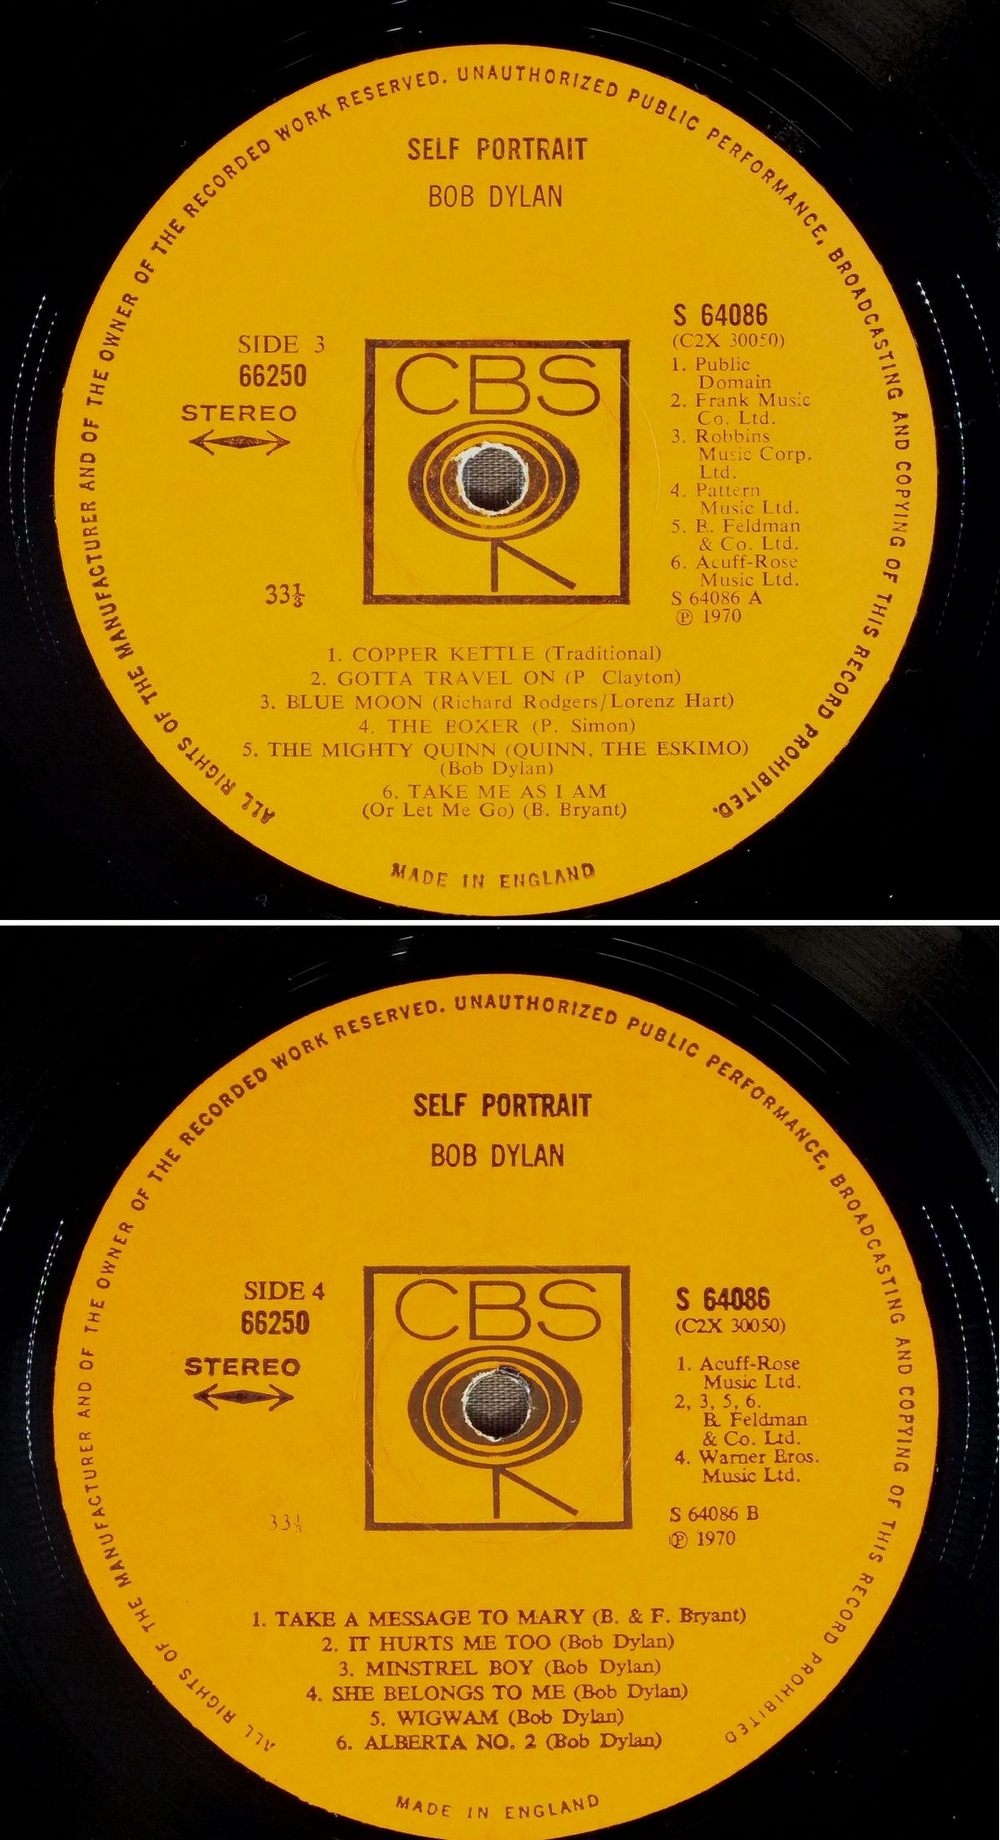 ALL RIGHTS OF THE MANUFACTURER AND OF THE OWNER OF THE RECORDED WORK RESERVED. UNAUTHORIZED PUBLIC PERFORMANCE, BROADCASTING AND COPYING OF THIS RECORD PROHIBITED.
SELF PORTRAIT
BOB DYLAN
SIDE 3
66250
STEREO
33⅓
CBS
S 64086
(C2X 30050)
1. Public
Domain
2. Frank Music
Co. Ltd.
3. Robbins
Music Corp.
Ltd.
4. Pattern
Music Ltd.
5. B. Feldman
& Co. Ltd.
6. Acuff-Rose
Music Ltd.
S 64086 A
Ⓟ 1970
1. COPPER KETTLE (Traditional)
2. GOTTA TRAVEL ON (P. Clayton)
3. BLUE MOON (Richard Rodgers/Lorenz Hart)
4. THE BOXER (P. Simon)
5. THE MIGHTY QUINN (QUINN, THE ESKIMO)
(Bob Dylan)
6. TAKE ME AS I AM
(Or Let Me Go) (B. Bryant)
MADE IN ENGLAND
ALL RIGHTS OF THE MANUFACTURER AND OF THE OWNER OF THE RECORDED WORK RESERVED. UNAUTHORIZED PUBLIC PERFORMANCE, BROADCASTING AND COPYING OF THIS RECORD PROHIBITED
SELF PORTRAIT
BOB DYLAN
SIDE 4
66250
STEREO
33⅓
CBS
S 64086
(C2X 30050)
1. Acuff-Rose
Music Ltd.
2, 3, 5, 6.
B. Feldman
& Co. Ltd.
4. Warner Bros.
Music Ltd.
S 64086 B
Ⓟ 1970
1. TAKE A MESSAGE TO MARY (B. & F. Bryant)
2. IT HURTS ME TOO (Bob Dylan)
3. MINSTREL BOY (Bob Dylan)
4. SHE BELONGS TO ME (Bob Dylan)
5. WIGWAM (Bob Dylan)
6. ALBERTA NO. 2 (Bob Dylan)
MADE IN ENGLAND